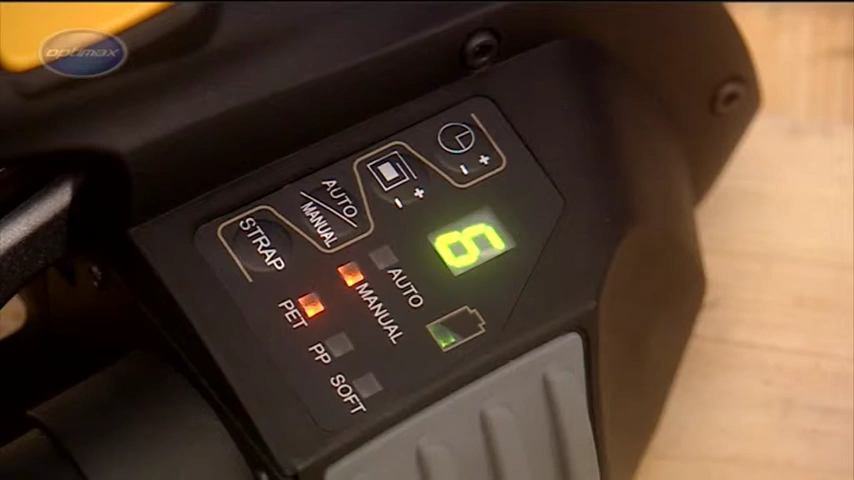 optimax
- +
- +
AUTO
MANUAL
STRAP
6
AUTO
MANUAL
PET
PP
SOFT